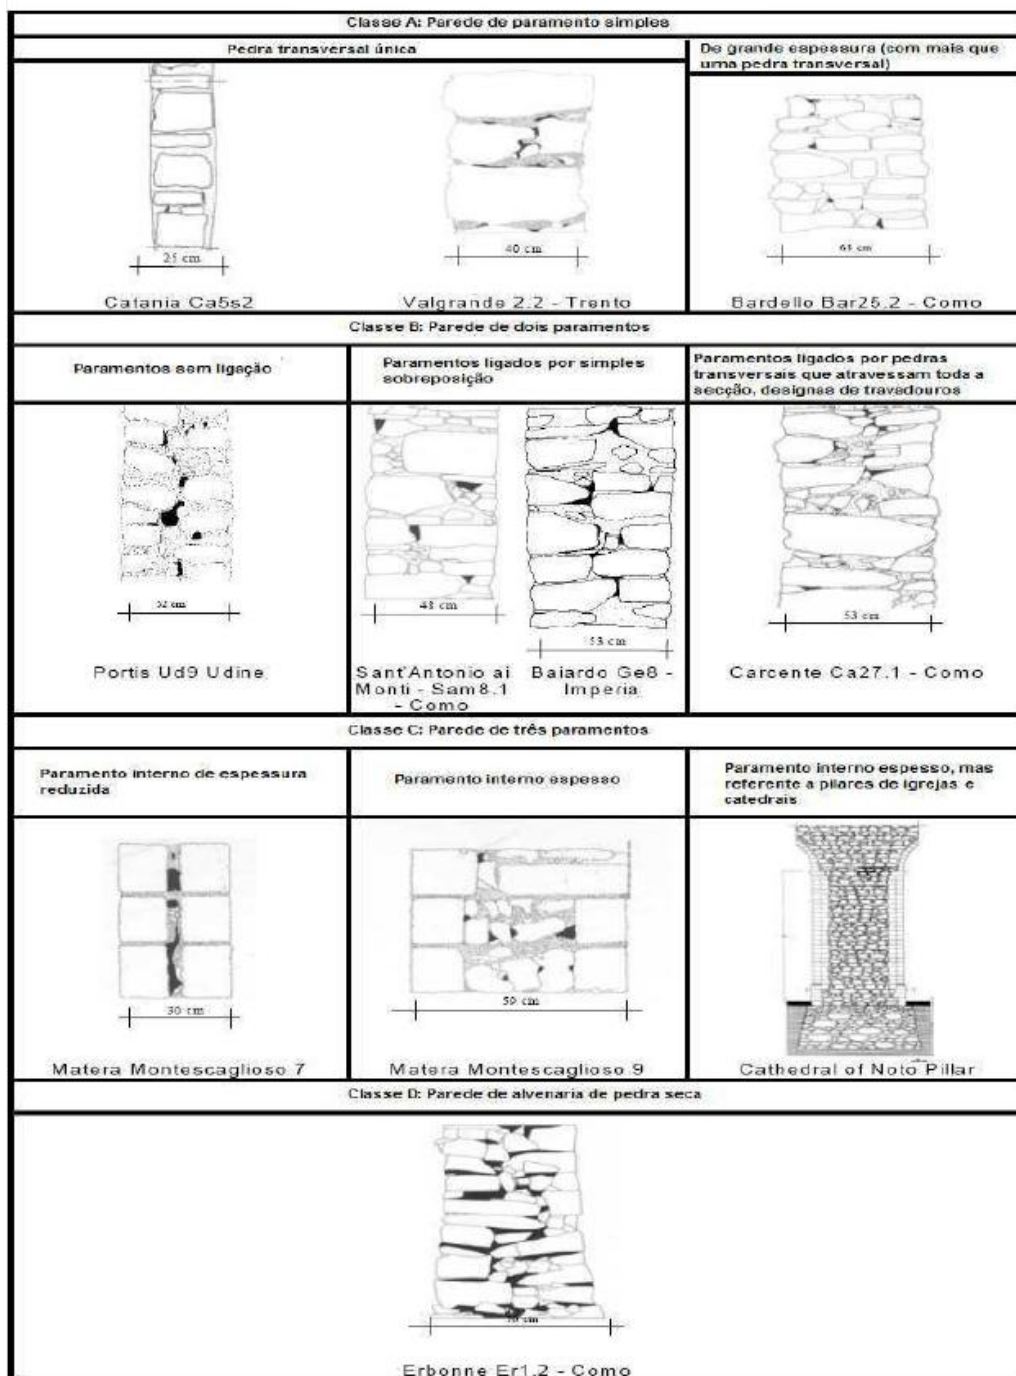 Classe A: Parede de paramento simples
Pedra transversal única
De grande espessura (com mais que
uma pedra transversal)
25 cm
40 cm
Catania Ca5s2
Valgrande 2.2 - Trento
Bardello Bar25.2 - Como
Classe B: Parede de dois paramentos
Paramentos sem ligação
Paramentos ligados por simples
sobreposição
Paramentos ligados por pedras
transversais que atravessam toda a
secção, designas de travadouros
52 cm
48 cm
53 cm
53 cm
Portis Ud9 Udine
Sant'Antonio ai
Monti - Sam8.1
- Como
Baiardo Ge8 -
Imperia
Carcente Ca27.1 - Como
Classe C: Parede de três paramentos
Paramento interno de espessura
reduzida
Paramento interno espesso
Paramento interno espesso, mas
referente a pilares de igrejas e
catedrais
30 cm
59 cm
Matera Montescaglioso 7
Matera Montescaglioso 9
Cathedral of Noto Pillar
Classe D: Parede de alvenaria de pedra seca
cm
Erbonne Er1.2 - Como